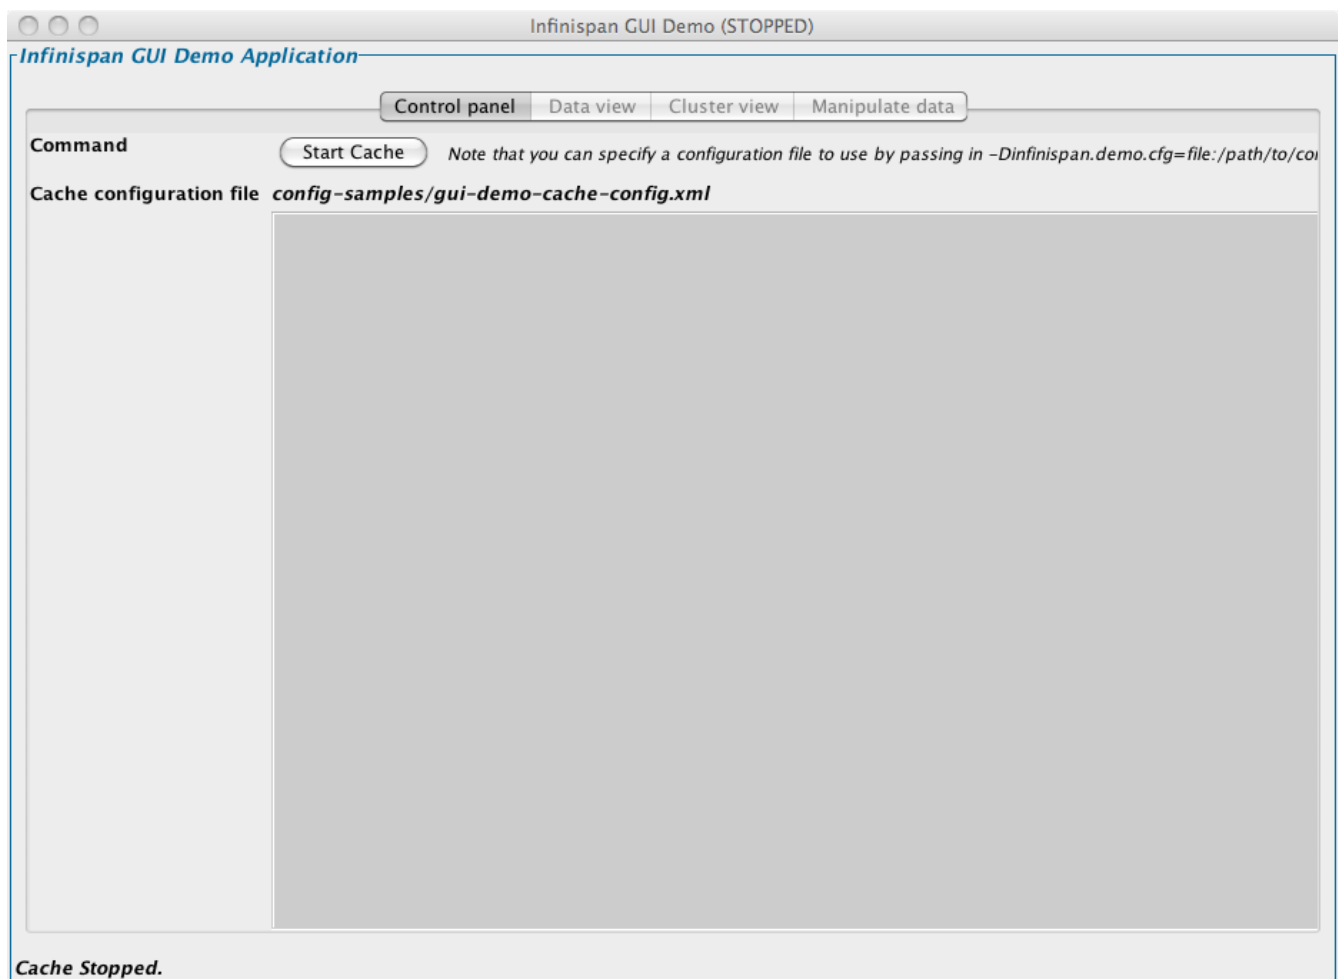 Infinispan GUI Demo (STOPPED)
Infinispan GUI Demo Application
Control panel Data view Cluster view Manipulate data
Command Start Cache Note that you can specify a configuration file to use by passing in -Dinfinispan.demo.cfg=file:/path/to/
Cache configuration file config-samples/gui-demo-cache-config.xml
Cache Stopped.